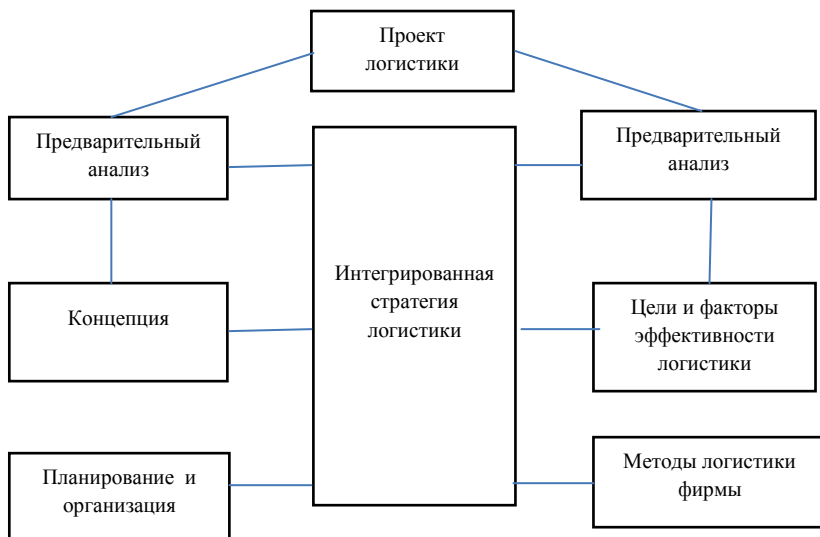 Проект
логистики
Предварительный
анализ
Предварительный
анализ
Интегрированная
стратегия
логистики
Концепция
Цели и факторы
эффективности
логистики
Планирование и
организация
Методы логистики
фирмы